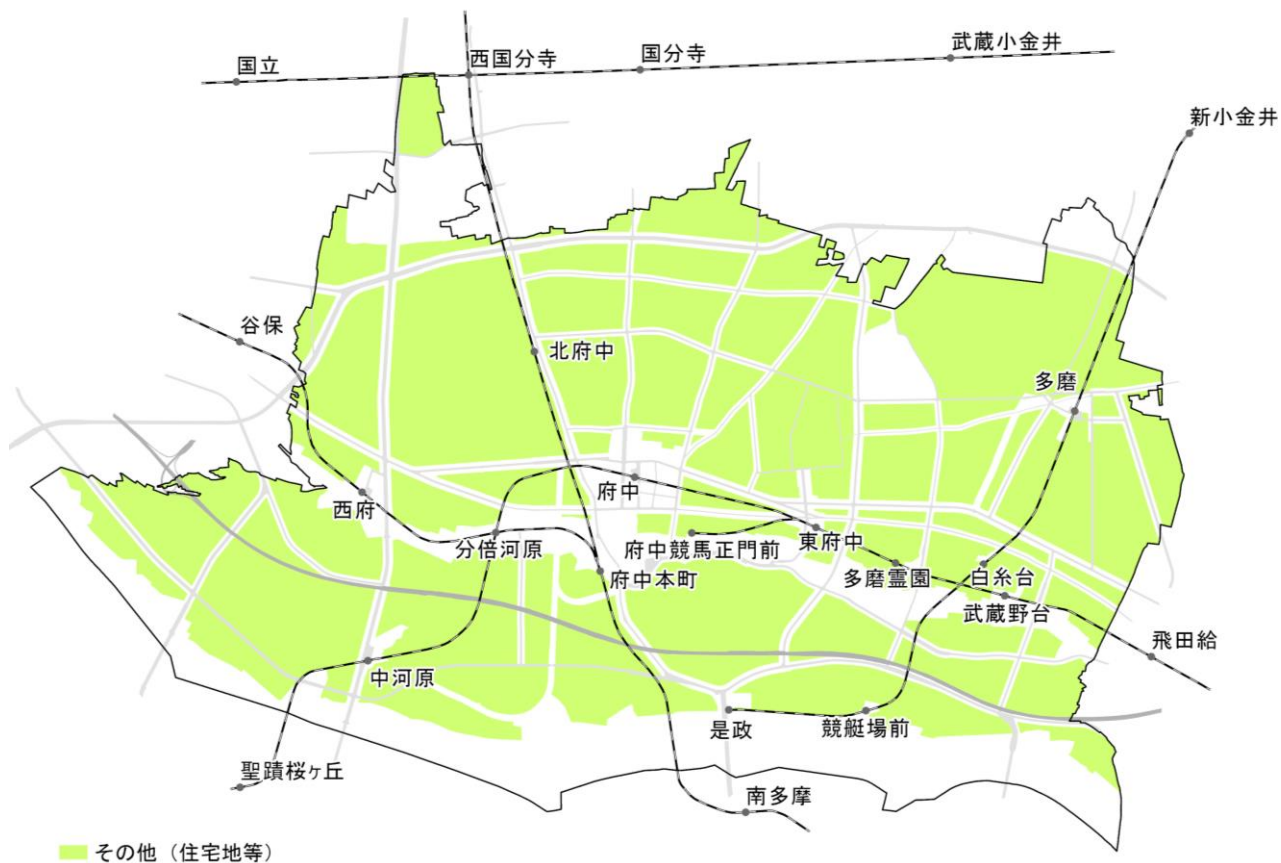 国立
西国分寺
国分寺
武蔵小金井
新小金井
谷保
北府中
多磨
西府
府中
分倍河原
府中競馬正門前
東府中
府中本町
多磨霊園
白糸台
武蔵野台
飛田給
中河原
是政
競艇場前
聖蹟桜ヶ丘
南多摩
その他（住宅地等）